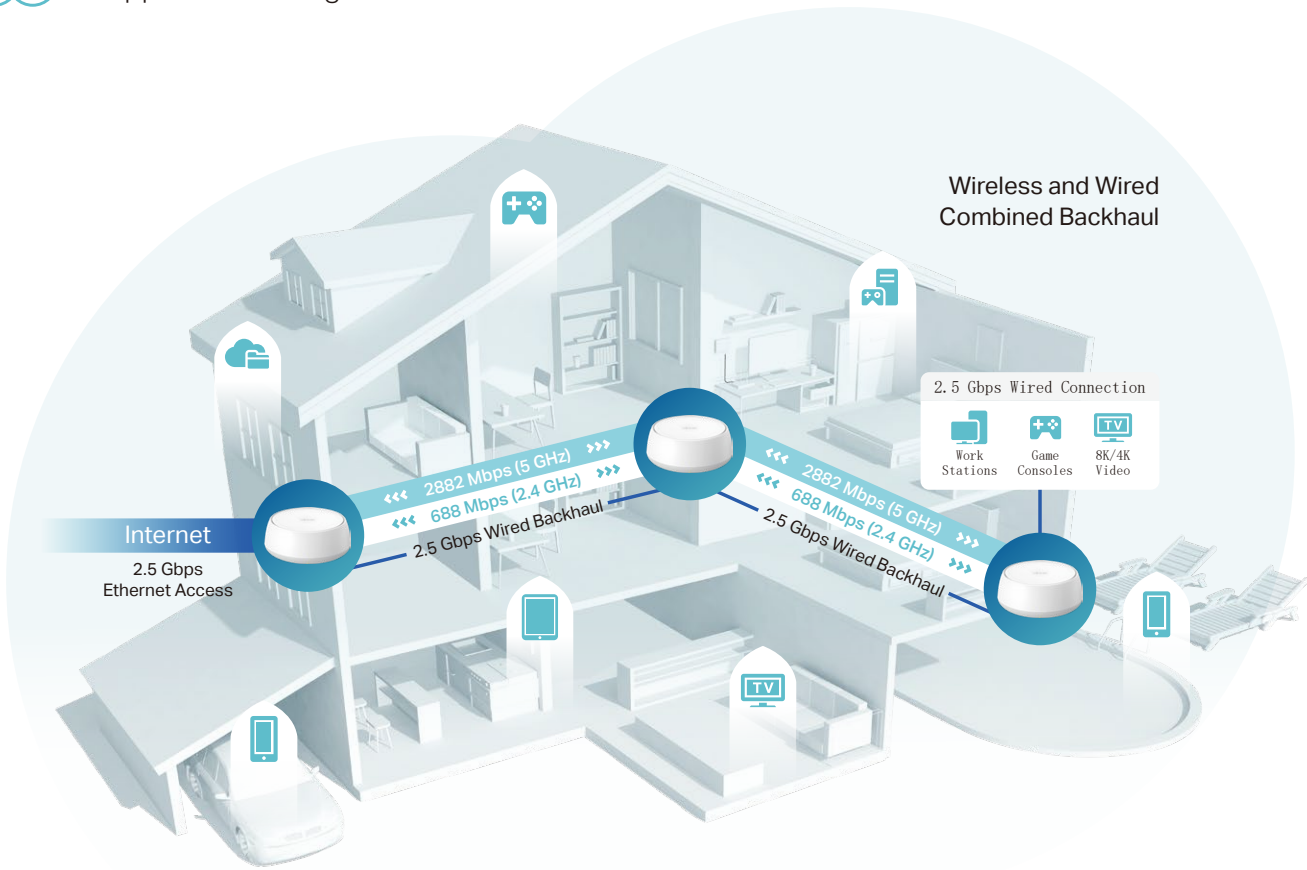 Wireless and Wired
Combined Backhaul
2.5 Gbps Wired Connection
Work
Stations
Game
Consoles
TV
8K/4K
Video
2882 Mbps (5 GHz)
688 Mbps (2.4 GHz)
2.5 Gbps Wired Backhaul
2882 Mbps (5 GHz)
688 Mbps (2.4 GHz)
2.5 Gbps Wired Backhaul
Internet
2.5 Gbps
Ethernet Access
TV